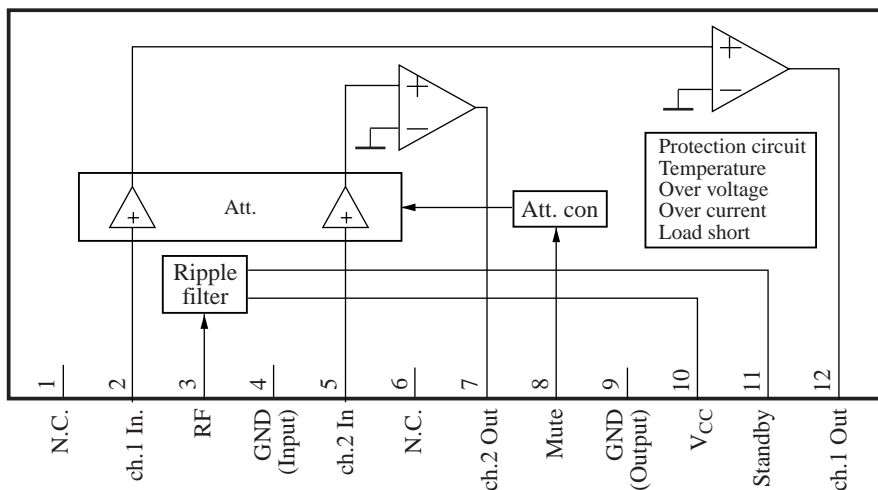 +
−
+
−
Protection circuit
Temperature
Over voltage
Over current
Load short
Att.
+
+
Att. con
Ripple
filter
1
2
3
4
5
6
7
8
9
10
11
12
N.C.
ch.1 In.
RF
GND
(Input)
ch.2 In
N.C.
ch.2 Out
Mute
GND
(Output)
VCC
Standby
ch.1 Out